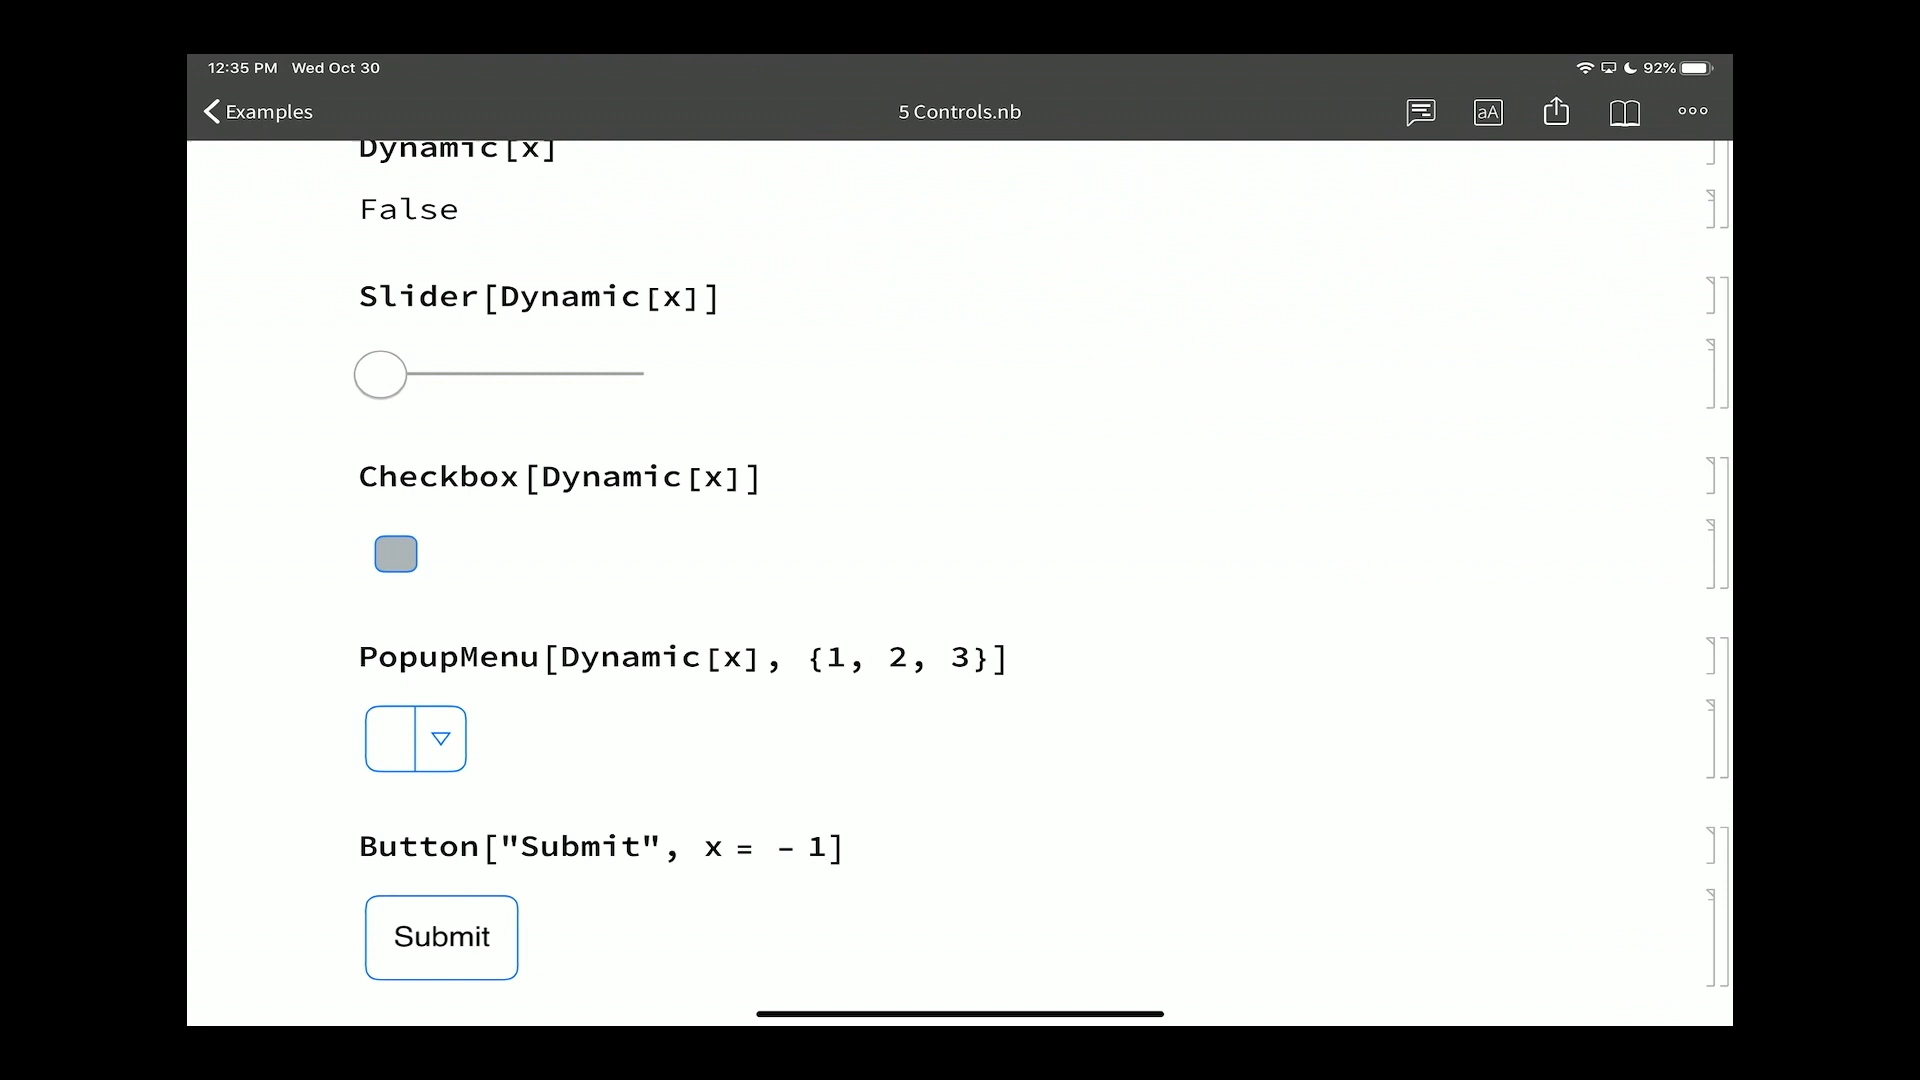 12:35 PM Wed Oct 30
92%
Examples
5 Controls.nb
aA
Dynamic[x]
False
Slider[Dynamic[x]]
Checkbox[Dynamic[x]]
PopupMenu[Dynamic[x], {1, 2, 3}]
Button["Submit", x = - 1]
Submit